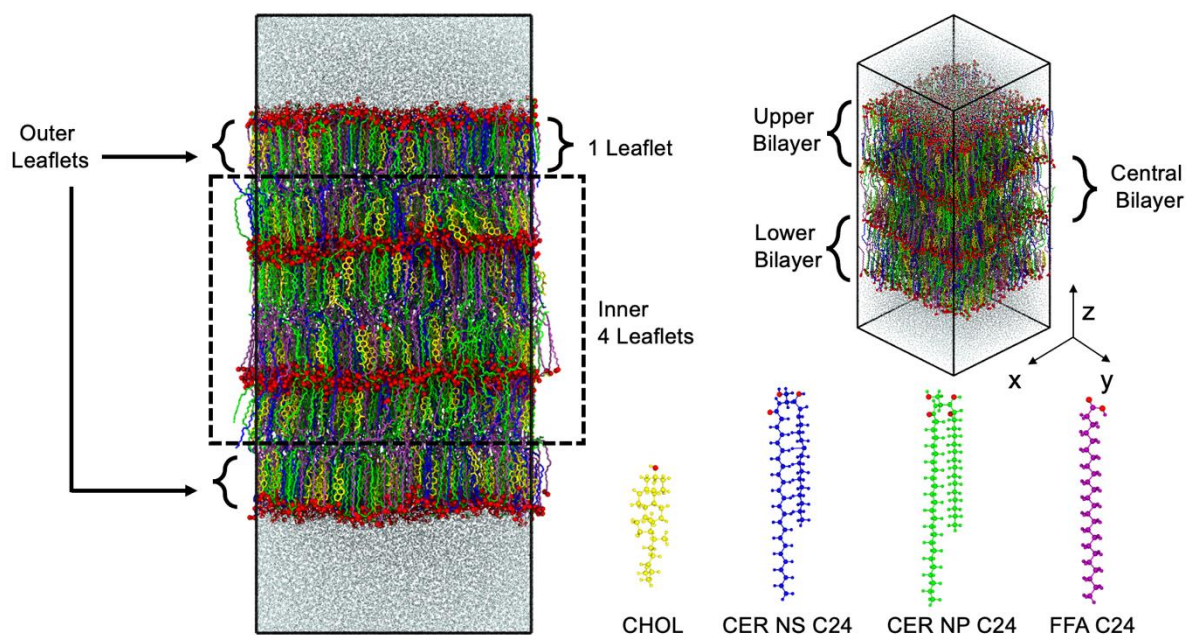 Outer
Leaflets
1 Leaflet
Inner
4 Leaflets
Upper
Bilayer
Lower
Bilayer
Central
Bilayer
z
x
y
CHOL
CER NS C24
CER NP C24
FFA C24